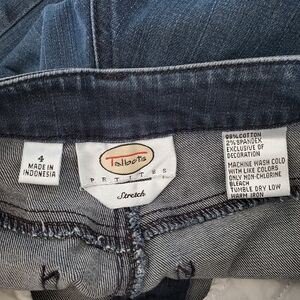 4
MADE IN
INDONESIA
Talbots
PETITES
Stretch
98% COTTON
2% SPANDEX
EXCLUSIVE OF
DECORATION
MACHINE WASH COLD
WITH LIKE COLORS
ONLY NON-CHLORINE
BLEACH
TUMBLE DRY LOW
WARM IRON